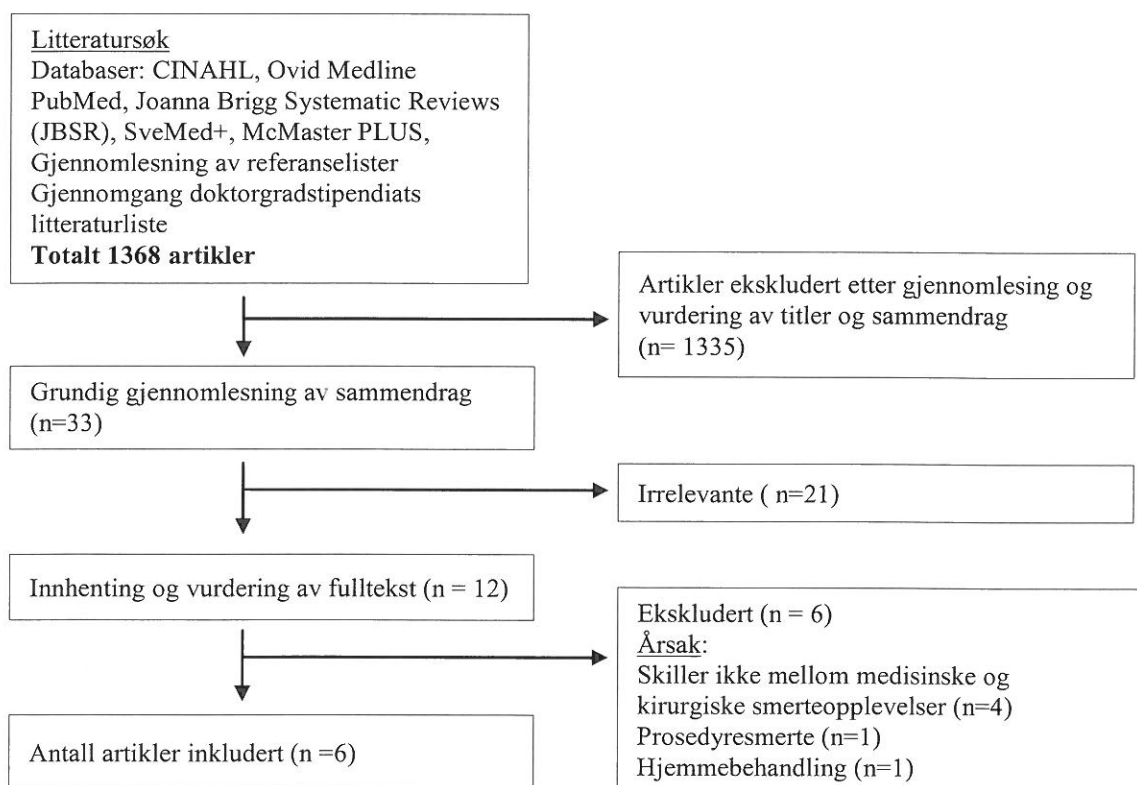 Litteratursøk
Databaser: CINAHL, Ovid Medline
PubMed, Joanna Brigg Systematic Reviews
(JBSR), SveMed+, McMaster PLUS,
Gjennomlesning av referanselister
Gjennomgang doktorgradstipendiats
litteraturliste
Totalt 1368 artikler
Artikler ekskludert etter gjennomlesing og
vurdering av titler og sammendrag
(n= 1335)
Grundig gjennomlesning av sammendrag
(n=33)
Irrelevante ( n=21)
Innhenting og vurdering av fulltekst (n = 12)
Ekskludert (n = 6)
Årsak:
Skiller ikke mellom medisinske og
kirurgiske smerteopplevelser (n=4)
Prosedyresmerte (n=1)
Hjemmebehandling (n=1)
Antall artikler inkludert (n =6)